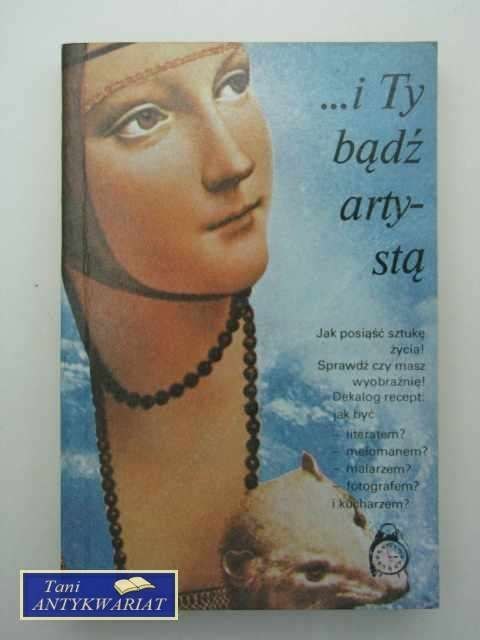 ...i Ty
bądź
arty-
stą
Jak posiąść sztukę
życia!
Sprawdź czy masz
wyobraźnię!
Dekalog recept:
jak być
– literatem?
– melomanem?
– malarzem?
– fotografem?
i kucharzem?
Tani
ANTYKWARIAT